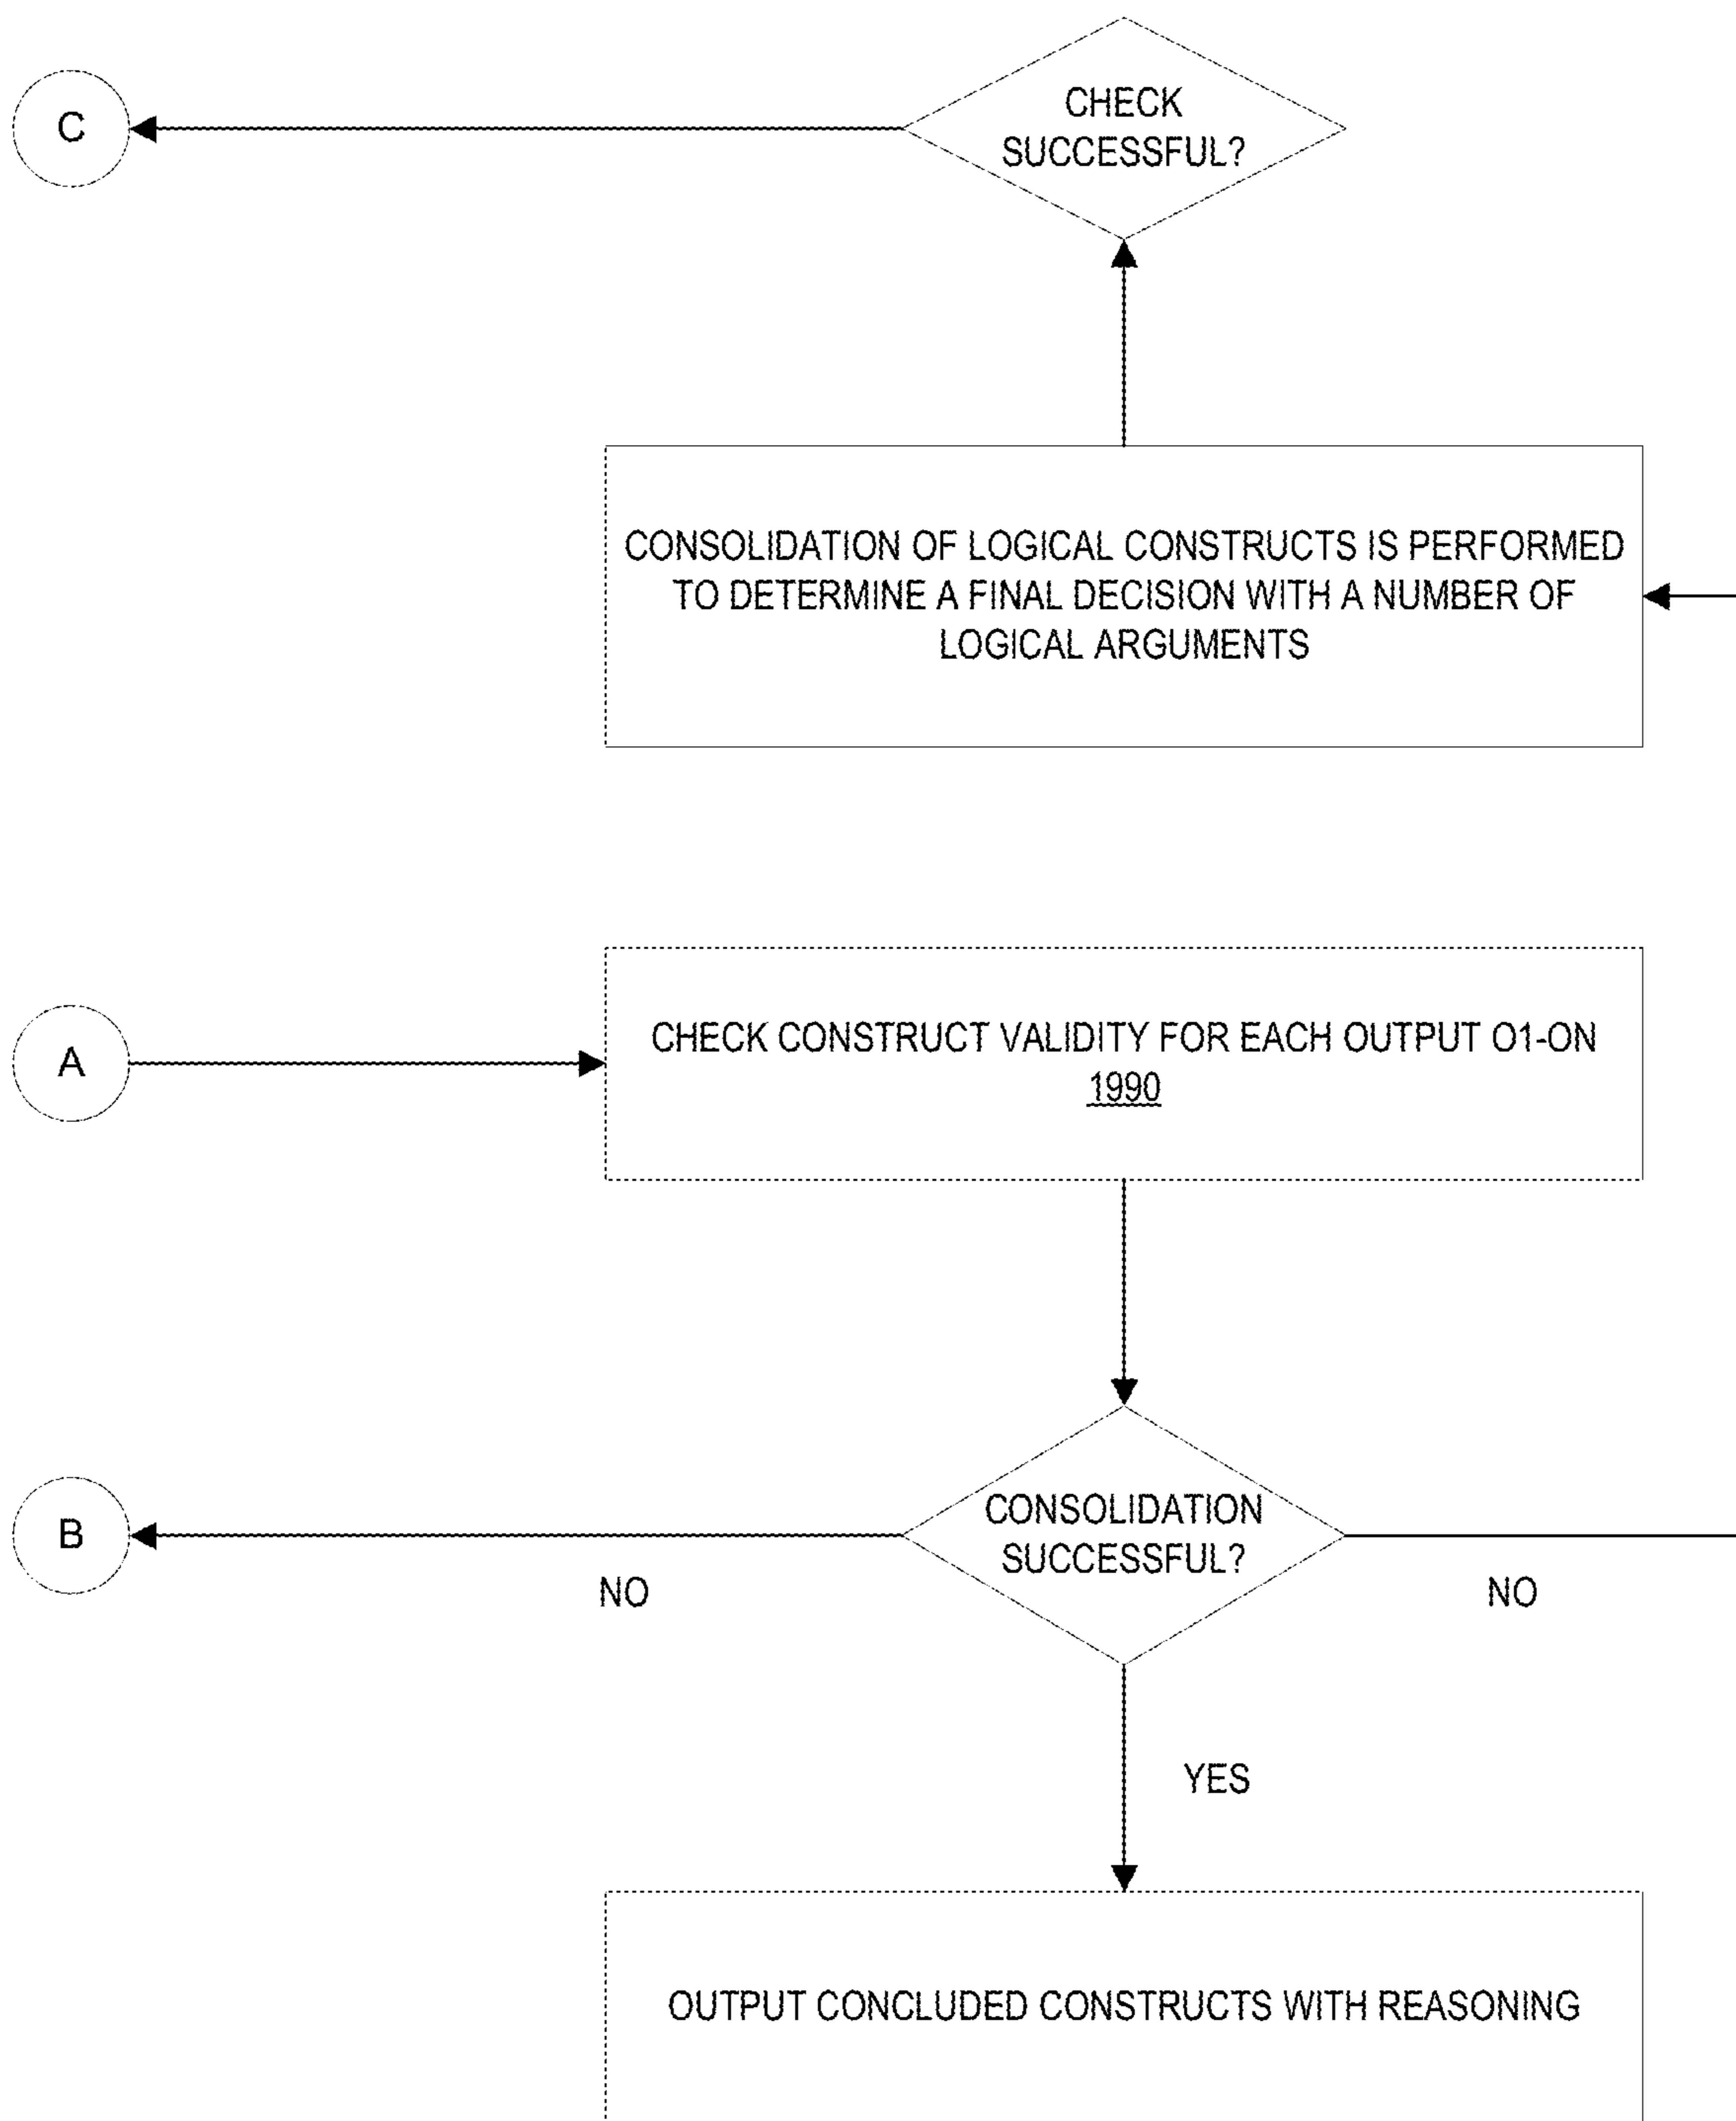 C
CHECK
SUCCESSFUL?
CONSOLIDATION OF LOGICAL CONSTRUCTS IS PERFORMED
TO DETERMINE A FINAL DECISION WITH A NUMBER OF
LOGICAL ARGUMENTS
A
CHECK CONSTRUCT VALIDITY FOR EACH OUTPUT O1-ON
1990
B
CONSOLIDATION
SUCCESSFUL?
NO
NO
YES
OUTPUT CONCLUDED CONSTRUCTS WITH REASONING